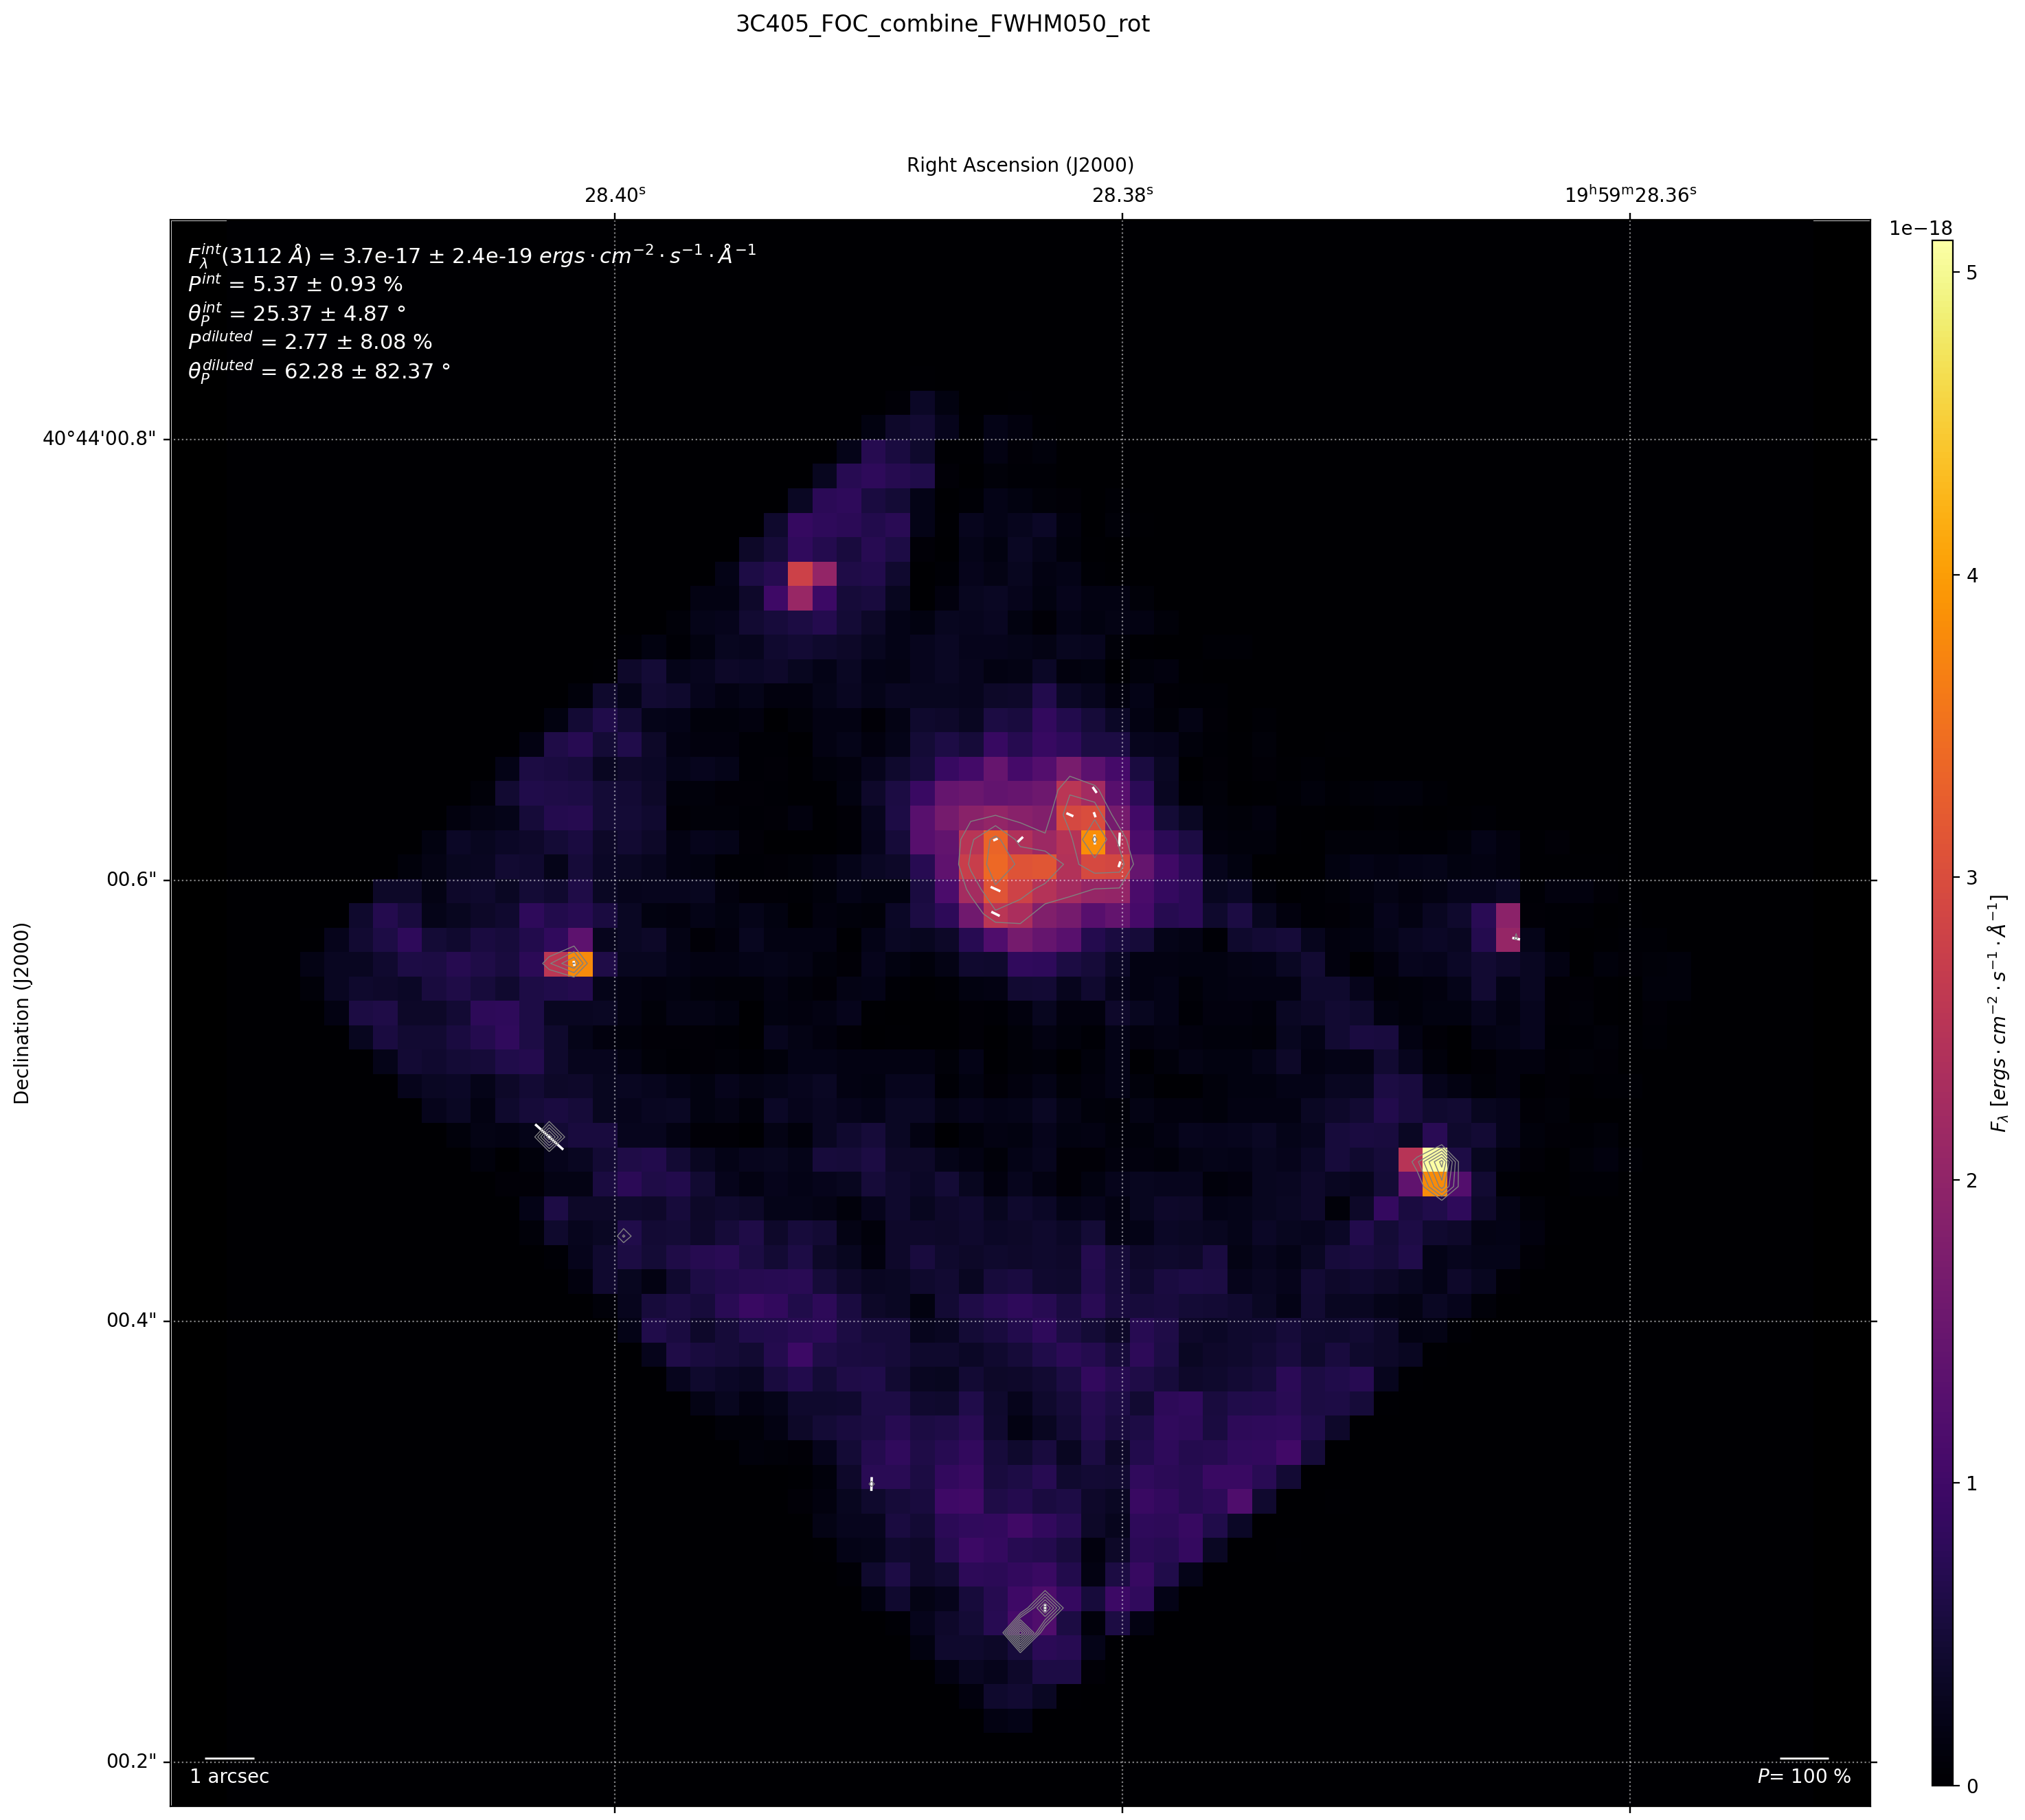 3C405_FOC_combine_FWHM050_rot
Right Ascension (J2000)
28.40ˢ 28.38ˢ 19ʰ59ᵐ28.36ˢ
1e−18
F_λ^int(3112 Å) = 3.7e-17 ± 2.4e-19 ergs · cm⁻² · s⁻¹ · Å⁻¹
P^int = 5.37 ± 0.93 %
θ_P^int = 25.37 ± 4.87 °
P^diluted = 2.77 ± 8.08 %
θ_P^diluted = 62.28 ± 82.37 °
40°44'00.8"
00.6"
00.4"
00.2"
Declination (J2000)
5
4
3
2
1
0
F_λ [ergs · cm⁻² · s⁻¹ · Å⁻¹]
1 arcsec
P= 100 %